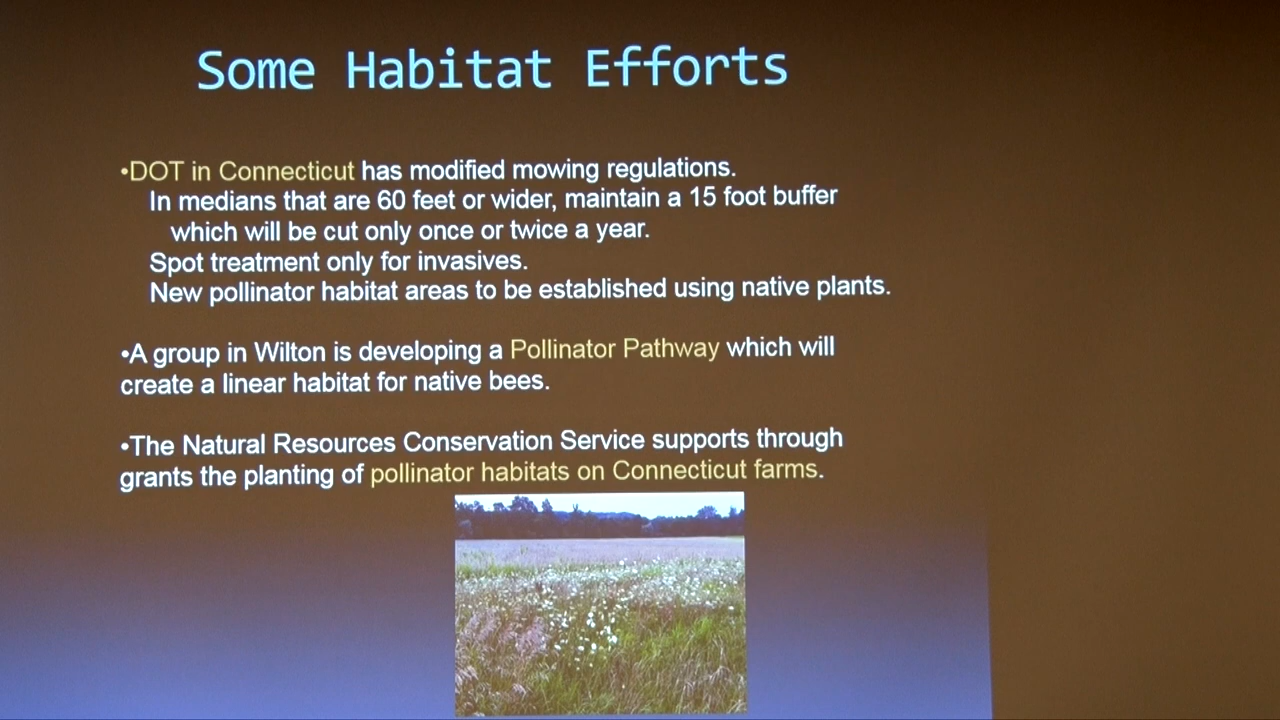 Some Habitat Efforts
•DOT in Connecticut has modified mowing regulations.
In medians that are 60 feet or wider, maintain a 15 foot buffer
which will be cut only once or twice a year.
Spot treatment only for invasives.
New pollinator habitat areas to be established using native plants.
•A group in Wilton is developing a Pollinator Pathway which will
create a linear habitat for native bees.
•The Natural Resources Conservation Service supports through
grants the planting of pollinator habitats on Connecticut farms.